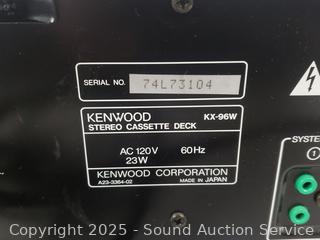 SERIAL NO. 74L73104
KENWOOD KX-96W
STEREO CASSETTE DECK
AC 120V 60Hz
23W
KENWOOD CORPORATION
A23-3364-02 MADE IN JAPAN
SYSTE
1
Copyright 2025 - Sound Auction Service